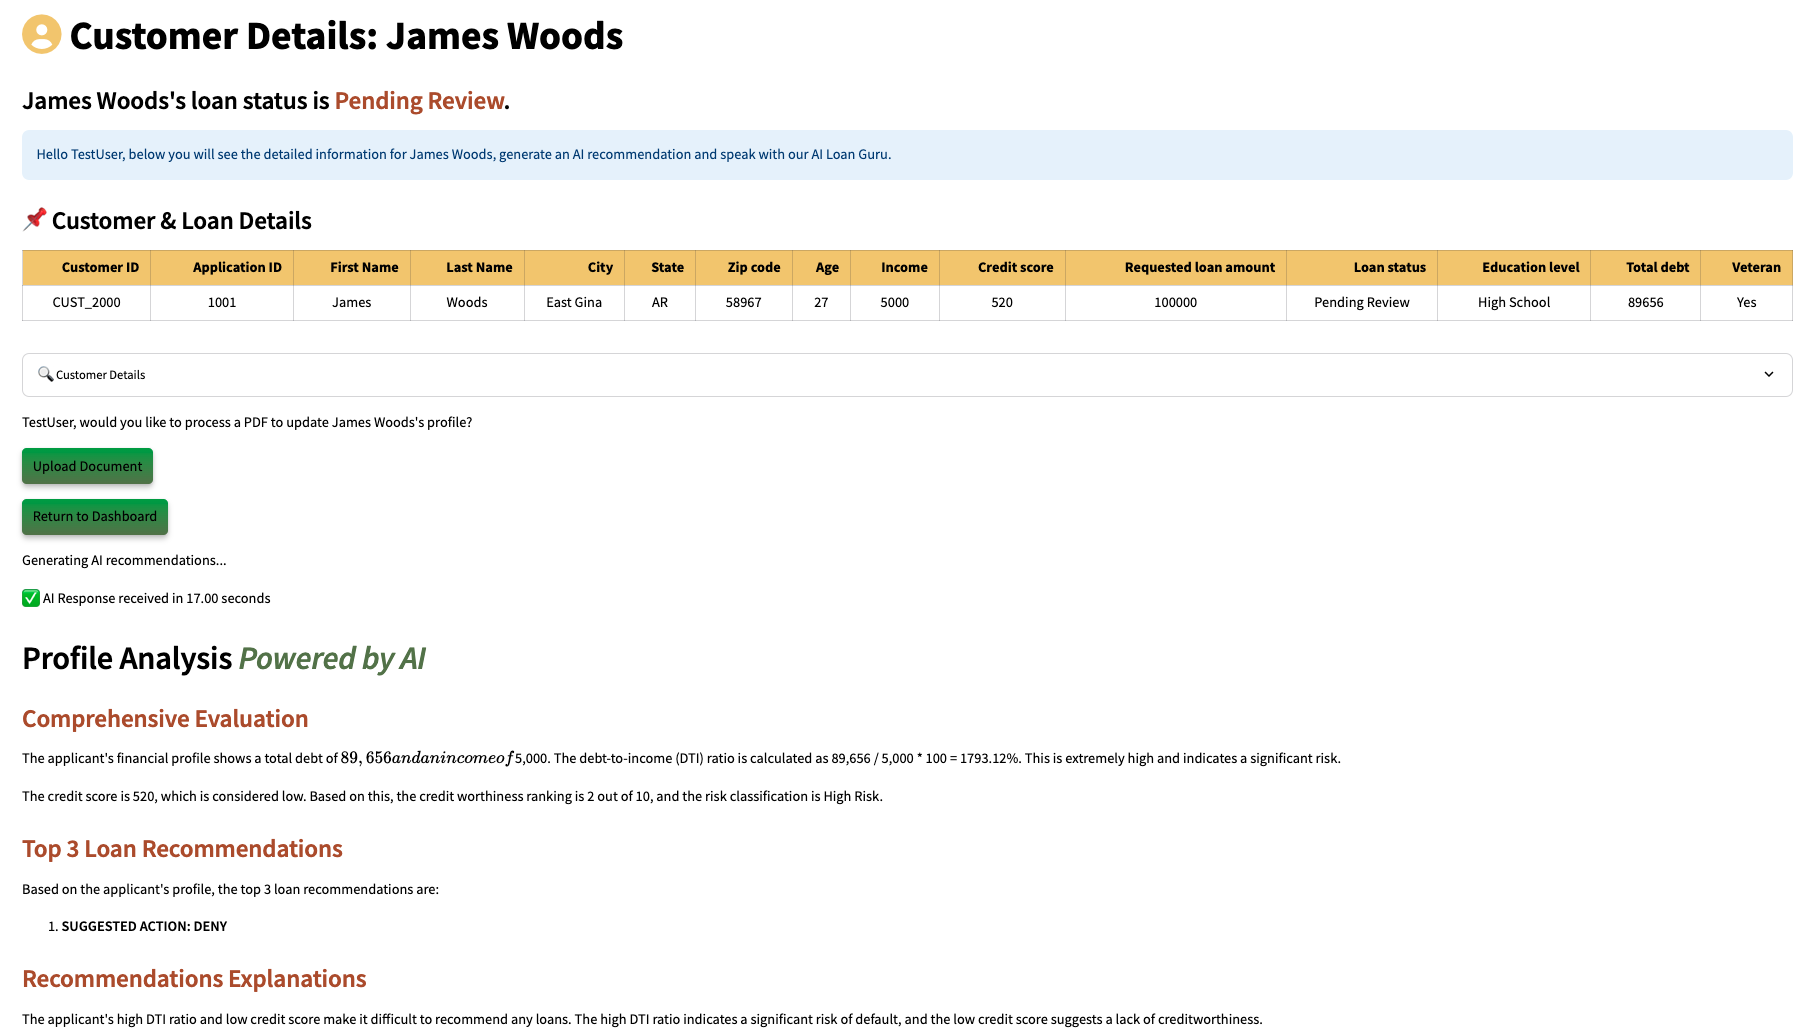 Customer Details: James Woods
James Woods's loan status is Pending Review.
Hello TestUser, below you will see the detailed information for James Woods, generate an AI recommendation and speak with our AI Loan Guru.
Customer & Loan Details
Customer ID Application ID First Name Last Name City State Zip code Age Income Credit score Requested loan amount Loan status Education level Total debt Veteran
CUST_2000 1001 James Woods East Gina AR 58967 27 5000 520 100000 Pending Review High School 89656 Yes
Customer Details
TestUser, would you like to process a PDF to update James Woods's profile?
Upload Document
Return to Dashboard
Generating AI recommendations...
AI Response received in 17.00 seconds
Profile Analysis Powered by AI
Comprehensive Evaluation
The applicant's financial profile shows a total debt of 89, 656andanincomeof5,000. The debt-to-income (DTI) ratio is calculated as 89,656 / 5,000 * 100 = 1793.12%. This is extremely high and indicates a significant risk.
The credit score is 520, which is considered low. Based on this, the credit worthiness ranking is 2 out of 10, and the risk classification is High Risk.
Top 3 Loan Recommendations
Based on the applicant's profile, the top 3 loan recommendations are:
1. SUGGESTED ACTION: DENY
Recommendations Explanations
The applicant's high DTI ratio and low credit score make it difficult to recommend any loans. The high DTI ratio indicates a significant risk of default, and the low credit score suggests a lack of creditworthiness.